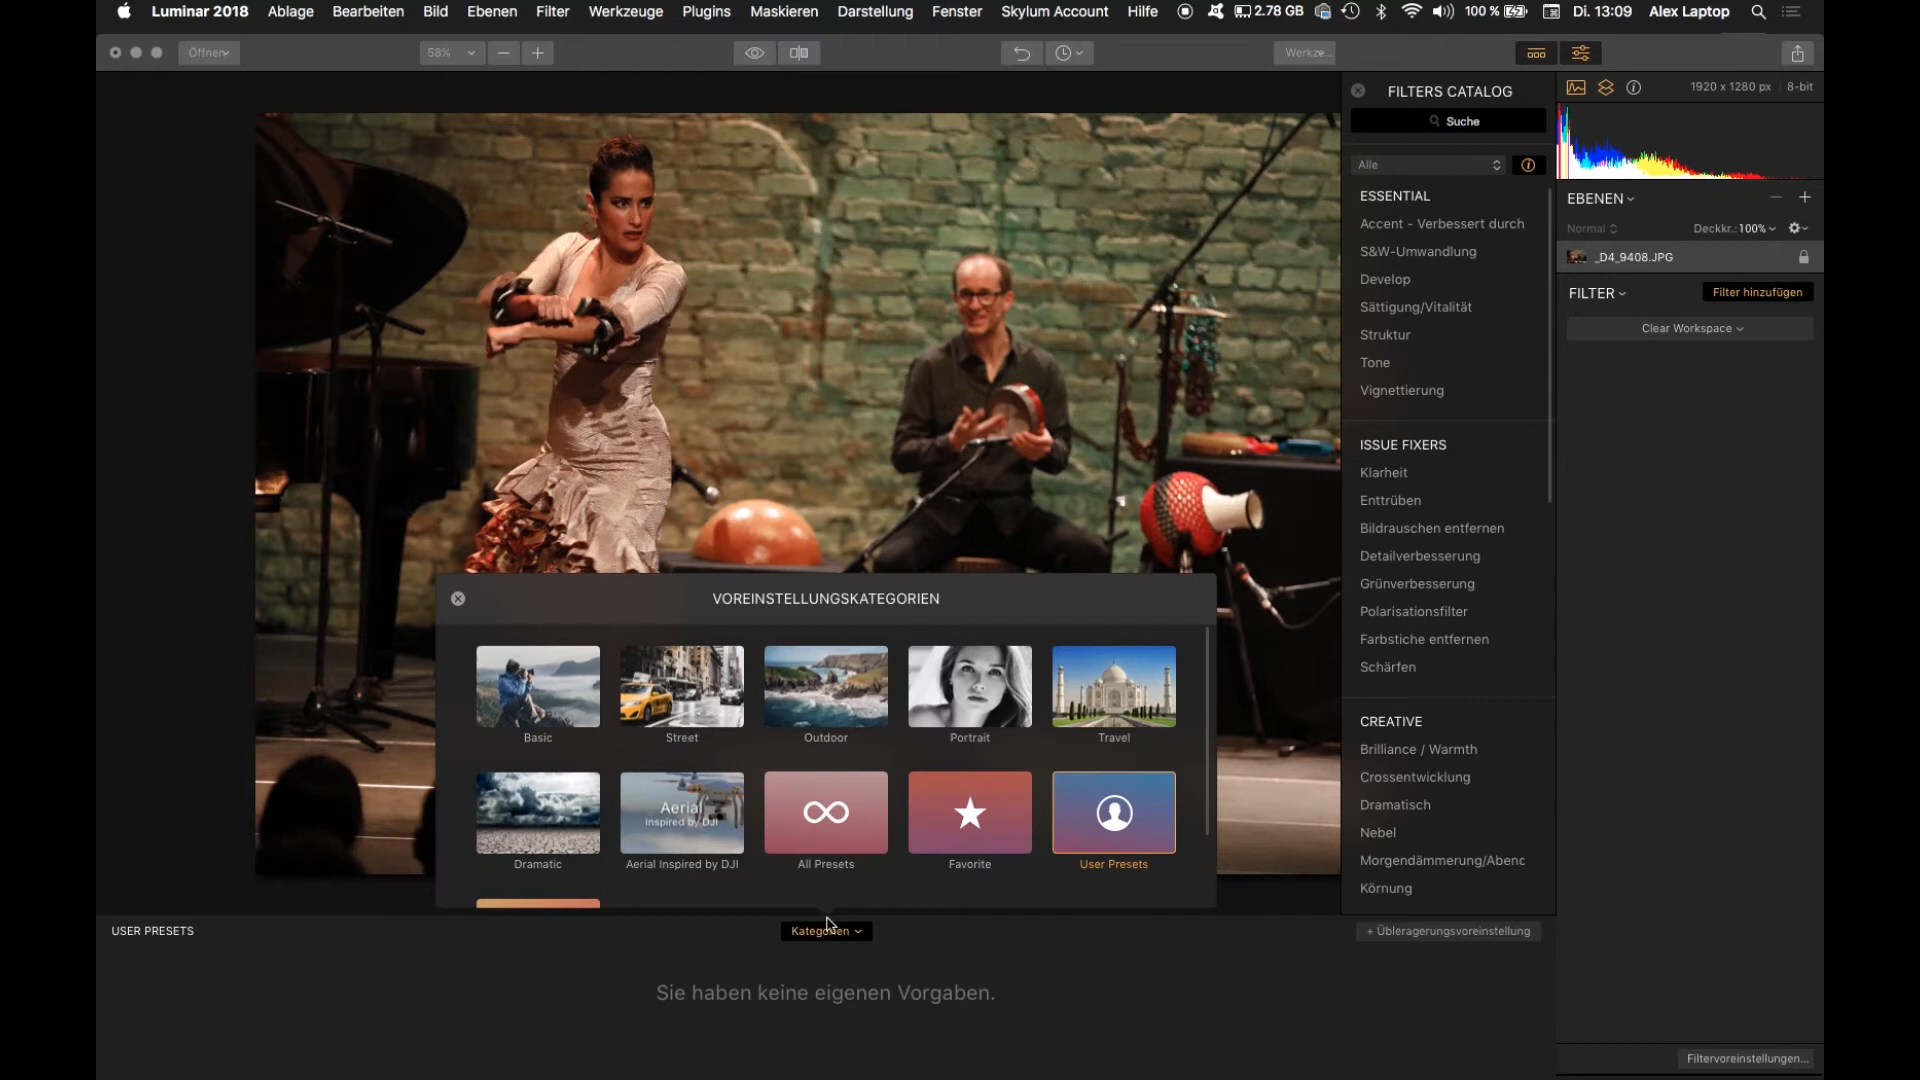 Luminar 2018 Ablage Bearbeiten Bild Ebenen Filter Werkzeuge Plugins Maskieren Darstellung Fenster Skylum Account Hilfe 2.78 GB 100 % Di. 13:09 Alex Laptop
Öffnen 58% Werkze...
FILTERS CATALOG
Suche
Alle
ESSENTIAL
Accent - Verbessert durch
S&W-Umwandlung
Develop
Sättigung/Vitalität
Struktur
Tone
Vignettierung
ISSUE FIXERS
Klarheit
Enttrüben
Bildrauschen entfernen
Detailverbesserung
Grünverbesserung
Polarisationsfilter
Farbstiche entfernen
Schärfen
CREATIVE
Brilliance / Warmth
Crossentwicklung
Dramatisch
Nebel
Morgendämmerung/Abend
Körnung
1920 x 1280 px 8-bit
EBENEN
Normal Deckkr.: 100%
_D4_9408.JPG
FILTER Filter hinzufügen
Clear Workspace
VOREINSTELLUNGSKATEGORIEN
Basic Street Outdoor Portrait Travel
Aerial
Inspired by DJI
Dramatic Aerial Inspired by DJI All Presets Favorite User Presets
USER PRESETS Kategorien + Übleragerungsvoreinstellung
Sie haben keine eigenen Vorgaben.
Filtervoreinstellungen...